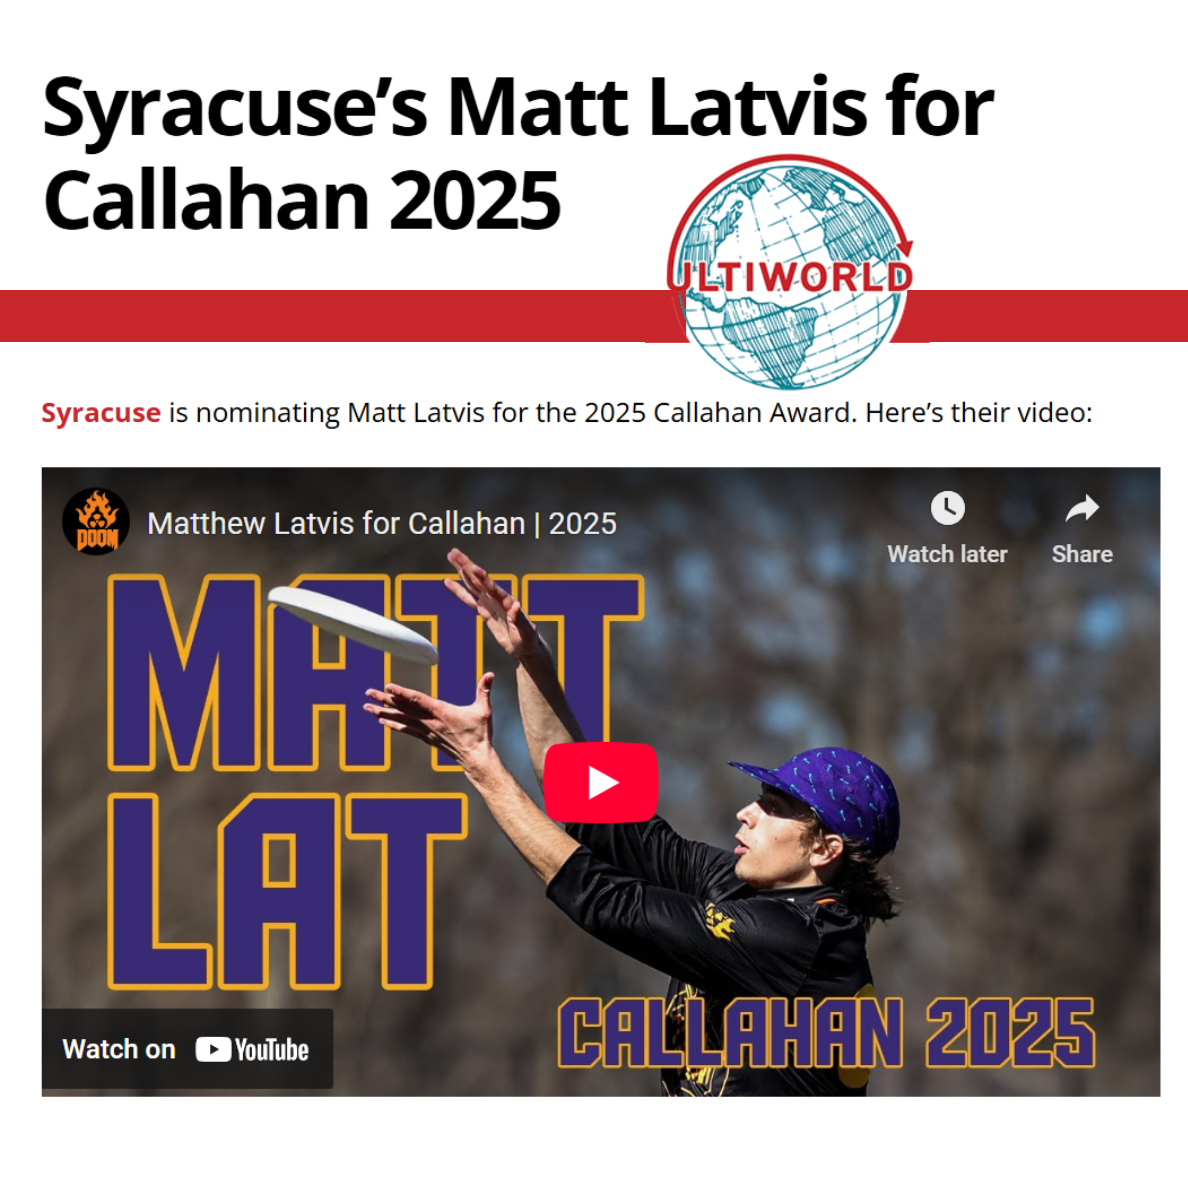 Syracuse’s Matt Latvis for
Callahan 2025
ULTIWORLD
Syracuse is nominating Matt Latvis for the 2025 Callahan Award. Here’s their video:
DOOM
Matthew Latvis for Callahan | 2025
Watch later
Share
MATT
LAT
CALLAHAN 2025
Watch on YouTube